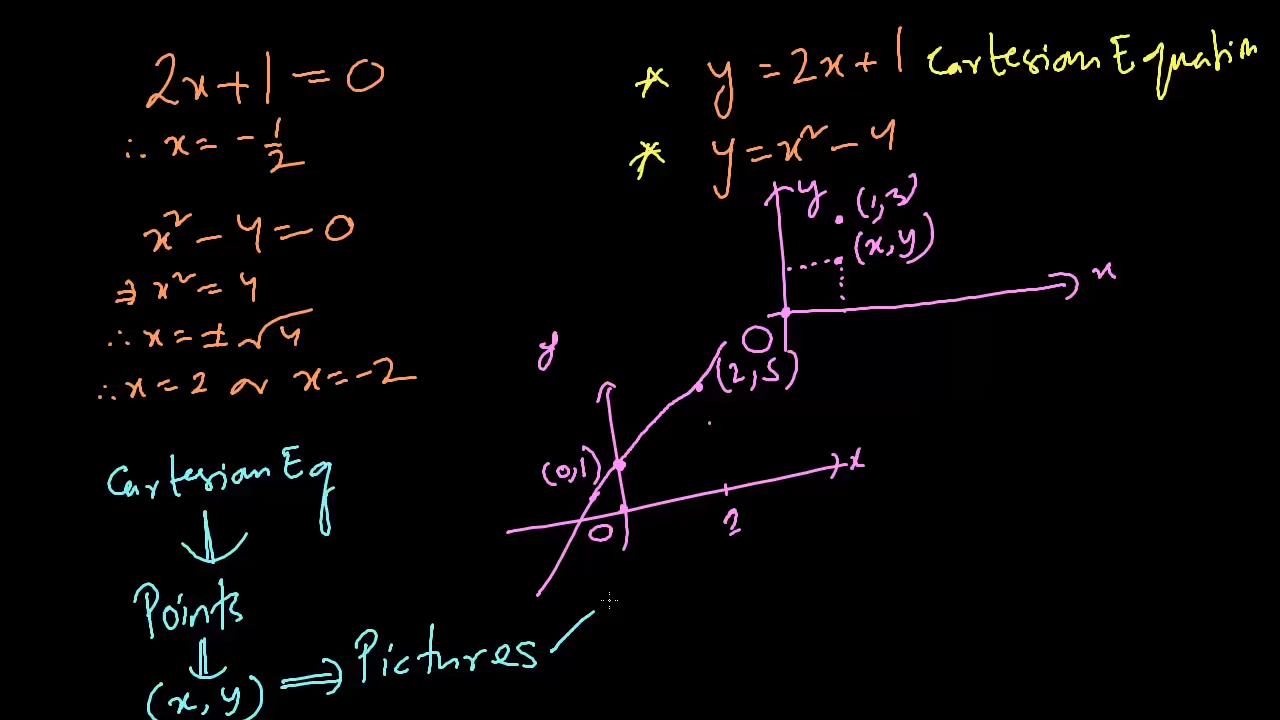 2x+1=0
∴ x = -1/2
x²-4=0
⇒ x²=4
∴ x = ±√4
∴ x = 2 or x = -2
Cartesian Eq
↓
Points
↓
(x, y) ⇒ Pictures
* y = 2x+1 Cartesian Equation
* y = x²-4
y
(1,3)
(x, y)
x
O
y
(2,5)
(0,1)
x
O
2